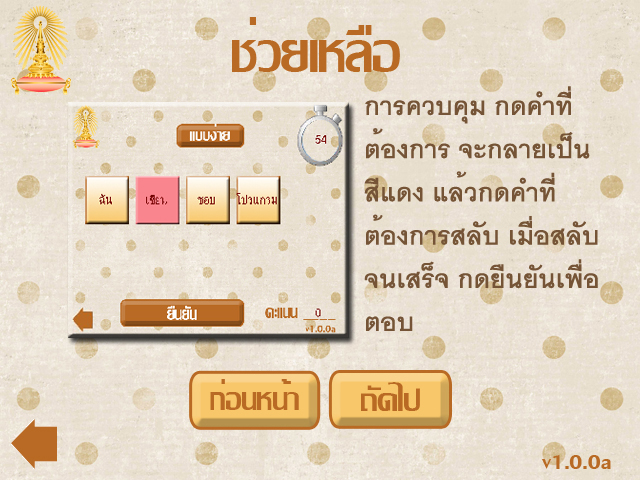 ช่วยเหลือ
แบบง่าย
54
ฉัน
เขียน
ชอบ
โปรแกรม
ยืนยัน
คะแนน 0
v1.0.0a
การควบคุม กดคำที่
ต้องการ จะกลายเป็น
สีแดง แล้วกดคำที่
ต้องการสลับ เมื่อสลับ
จนเสร็จ กดยืนยันเพื่อ
ตอบ
ก่อนหน้า
ถัดไป
v1.0.0a